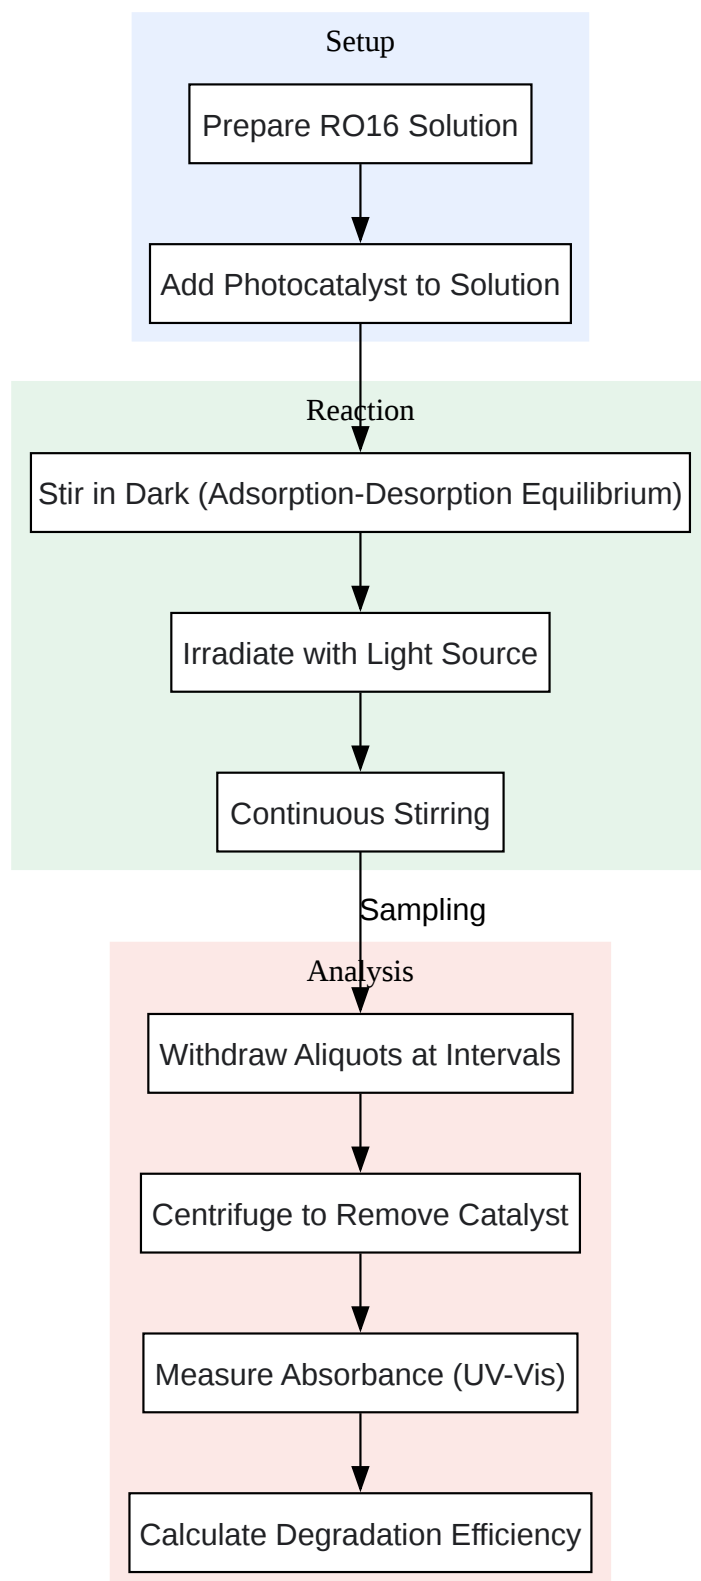 Setup
Prepare RO16 Solution
Add Photocatalyst to Solution
Reaction
Stir in Dark (Adsorption-Desorption Equilibrium)
Irradiate with Light Source
Continuous Stirring
Sampling
Analysis
Withdraw Aliquots at Intervals
Centrifuge to Remove Catalyst
Measure Absorbance (UV-Vis)
Calculate Degradation Efficiency